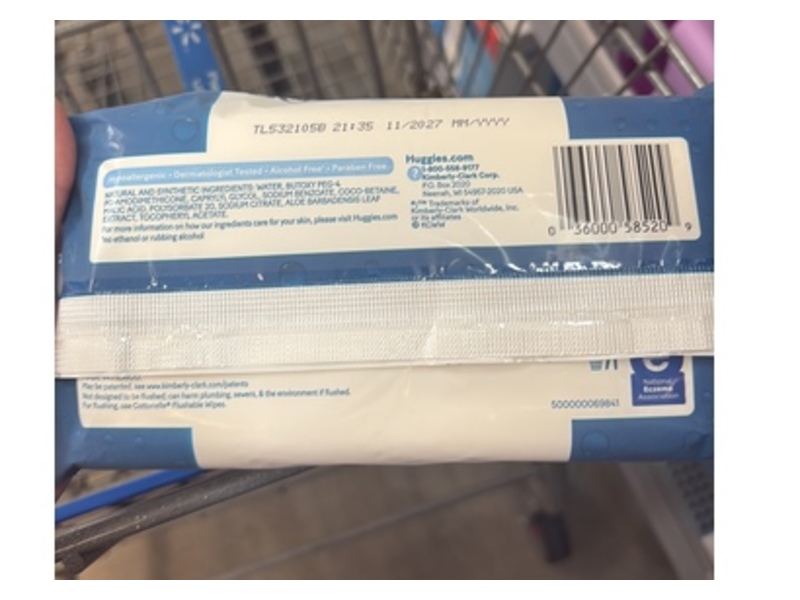 TL532105B 21:35 11/2027 MM/YYYY
Hypoallergenic • Dermatologist Tested • Alcohol Free* • Paraben Free
NATURAL AND SYNTHETIC INGREDIENTS: WATER, BUTOXY PEG-4
PG-AMODIMETHICONE, CAPRYLYL GLYCOL, SODIUM BENZOATE, COCO-BETAINE,
MALIC ACID, POLYSORBATE 20, SODIUM CITRATE, ALOE BARBADENSIS LEAF
EXTRACT, TOCOPHERYL ACETATE.
For more information on how our ingredients care for your skin, please visit Huggies.com
*No ethanol or rubbing alcohol
Huggies.com
? 1-800-558-9177
Kimberly-Clark Corp.
P.O. Box 2020
Neenah, WI 54957-2020 USA
®/™ Trademarks of
Kimberly-Clark Worldwide, Inc.
or its affiliates
© KCWW
0 36000 58520 9
May be patented, see www.kimberly-clark.com/patents
Not designed to be flushed; can harm plumbing, sewers, & the environment if flushed.
For flushing, see Cottonelle® Flushable Wipes.
500000069841
National
Eczema
Association